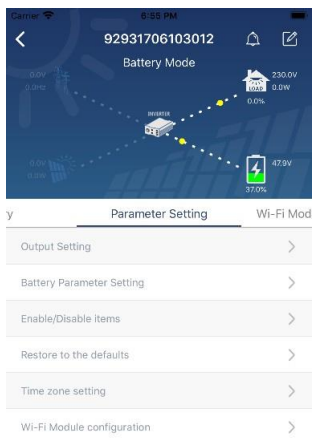 Carrier 6:55 PM
92931706103012
Battery Mode
0.0V
0.0Hz
230.0V
LOAD 0.0W
0.0%
INVERTER
0.0V
0.0W
47.9V
37.0%
y Parameter Setting Wi-Fi Mod
Output Setting
Battery Parameter Setting
Enable/Disable items
Restore to the defaults
Time zone setting
Wi-Fi Module configuration